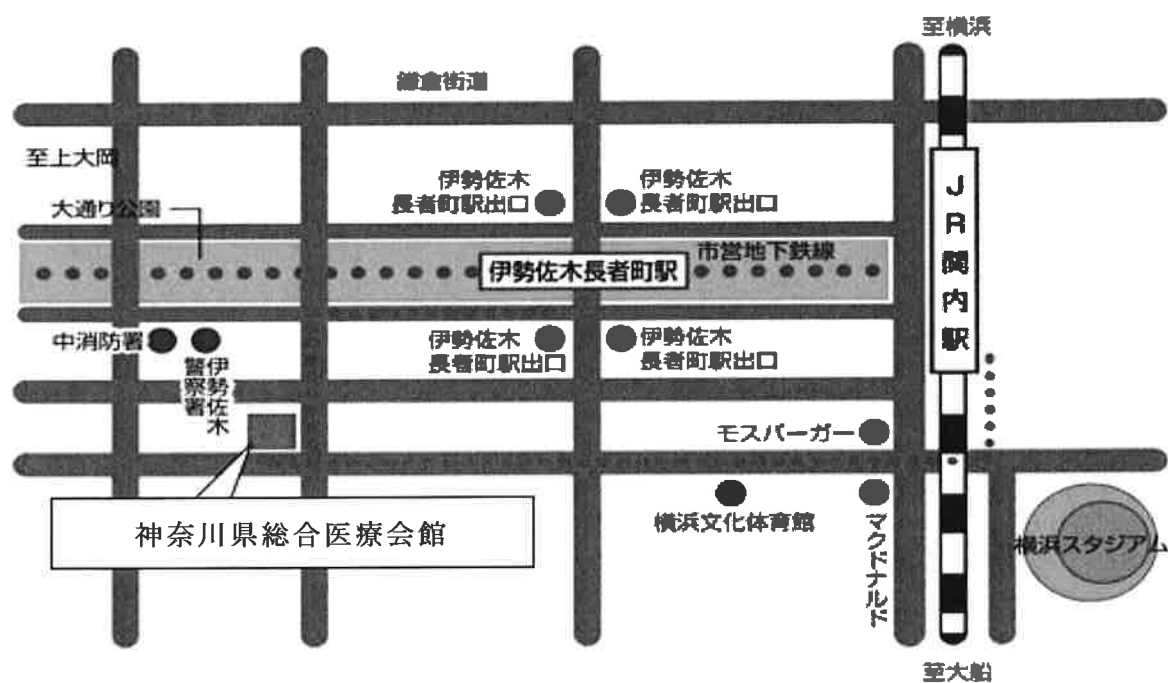 至横浜
鎌倉街道
至上大岡
伊勢佐木
長者町駅出口
伊勢佐木
長者町駅出口
JR関内駅
大通り公園
市営地下鉄線
伊勢佐木長者町駅
中消防署
伊勢佐木
警察署
伊勢佐木
長者町駅出口
伊勢佐木
長者町駅出口
モスバーガー
神奈川県総合医療会館
横浜文化体育館
マクドナルド
横浜スタジアム
至大船